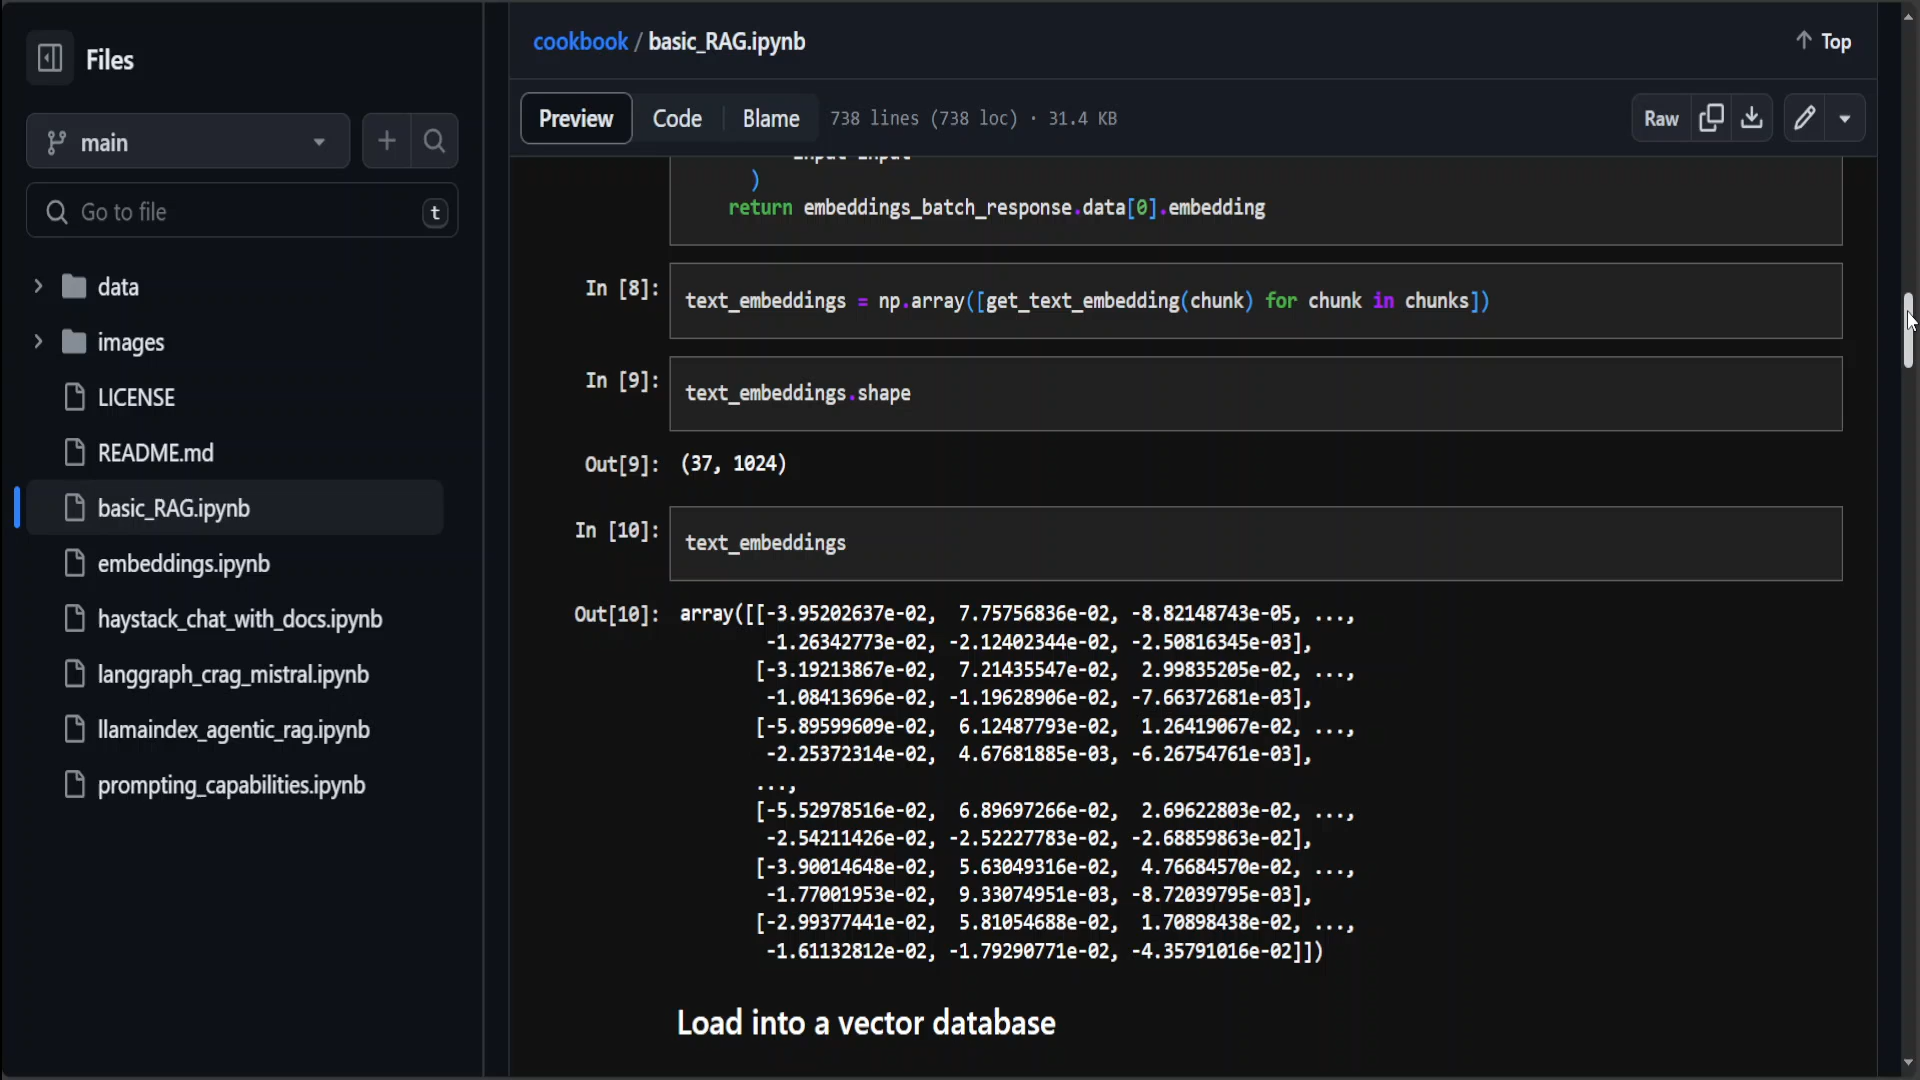 Files
main
Go to file
t
data
images
LICENSE
README.md
basic_RAG.ipynb
embeddings.ipynb
haystack_chat_with_docs.ipynb
langgraph_crag_mistral.ipynb
llamaindex_agentic_rag.ipynb
prompting_capabilities.ipynb
cookbook / basic_RAG.ipynb
Top
Preview Code Blame 738 lines (738 loc) · 31.4 KB
Raw
)
return embeddings_batch_response.data[0].embedding
In [8]: text_embeddings = np.array([get_text_embedding(chunk) for chunk in chunks])
In [9]: text_embeddings.shape
Out[9]: (37, 1024)
In [10]: text_embeddings
Out[10]: array([[-3.95202637e-02, 7.75756836e-02, -8.82148743e-05, ...,
-1.26342773e-02, -2.12402344e-02, -2.50816345e-03],
[-3.19213867e-02, 7.21435547e-02, 2.99835205e-02, ...,
-1.08413696e-02, -1.19628906e-02, -7.66372681e-03],
[-5.89599609e-02, 6.12487793e-02, 1.26419067e-02, ...,
-2.25372314e-02, 4.67681885e-03, -6.26754761e-03],
...,
[-5.52978516e-02, 6.89697266e-02, 2.69622803e-02, ...,
-2.54211426e-02, -2.52227783e-02, -2.68859863e-02],
[-3.90014648e-02, 5.63049316e-02, 4.76684570e-02, ...,
-1.77001953e-02, 9.33074951e-03, -8.72039795e-03],
[-2.99377441e-02, 5.81054688e-02, 1.70898438e-02, ...,
-1.61132812e-02, -1.79290771e-02, -4.35791016e-02]])
Load into a vector database